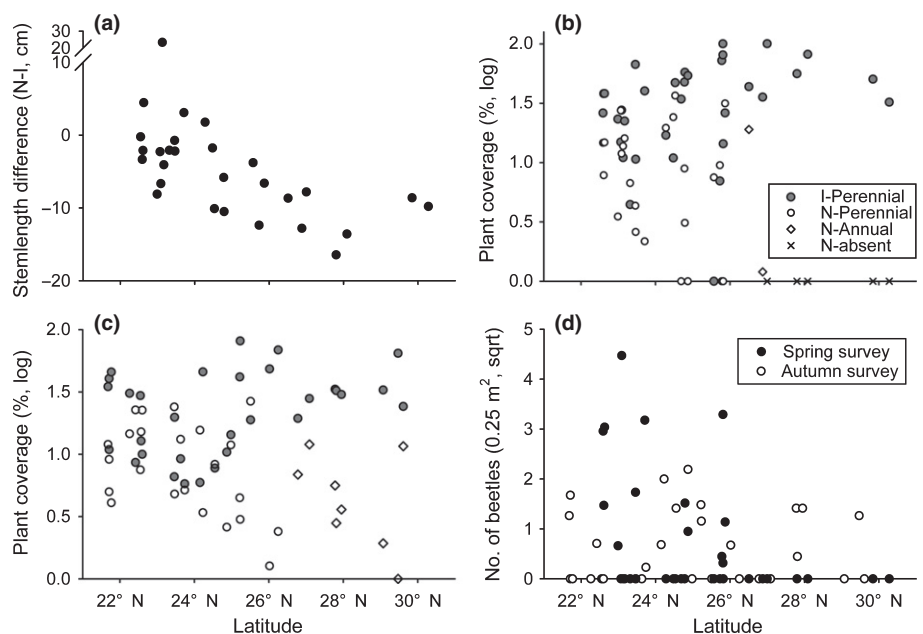 (a)
30
20
10
0
−10
−20
Stemlength difference (N-I, cm)
(b)
2.0
1.5
1.0
0.5
0.0
Plant coverage (%, log)
I-Perennial
N-Perennial
N-Annual
N-absent
(c)
2.0
1.5
1.0
0.5
0.0
Plant coverage (%, log)
22° N 24° N 26° N 28° N 30° N
Latitude
(d)
5
4
3
2
1
0
No. of beetles (0.25 m², sqrt)
Spring survey
Autumn survey
22° N 24° N 26° N 28° N 30° N
Latitude